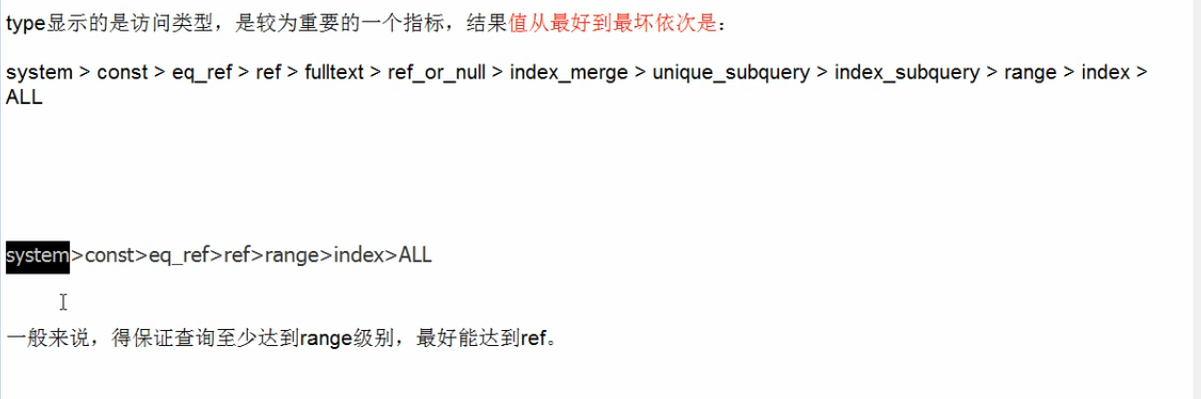 type显示的是访问类型，是较为重要的一个指标，结果值从最好到最坏依次是：
system > const > eq_ref > ref > fulltext > ref_or_null > index_merge > unique_subquery > index_subquery > range > index >
ALL
system>const>eq_ref>ref>range>index>ALL
一般来说，得保证查询至少达到range级别，最好能达到ref。